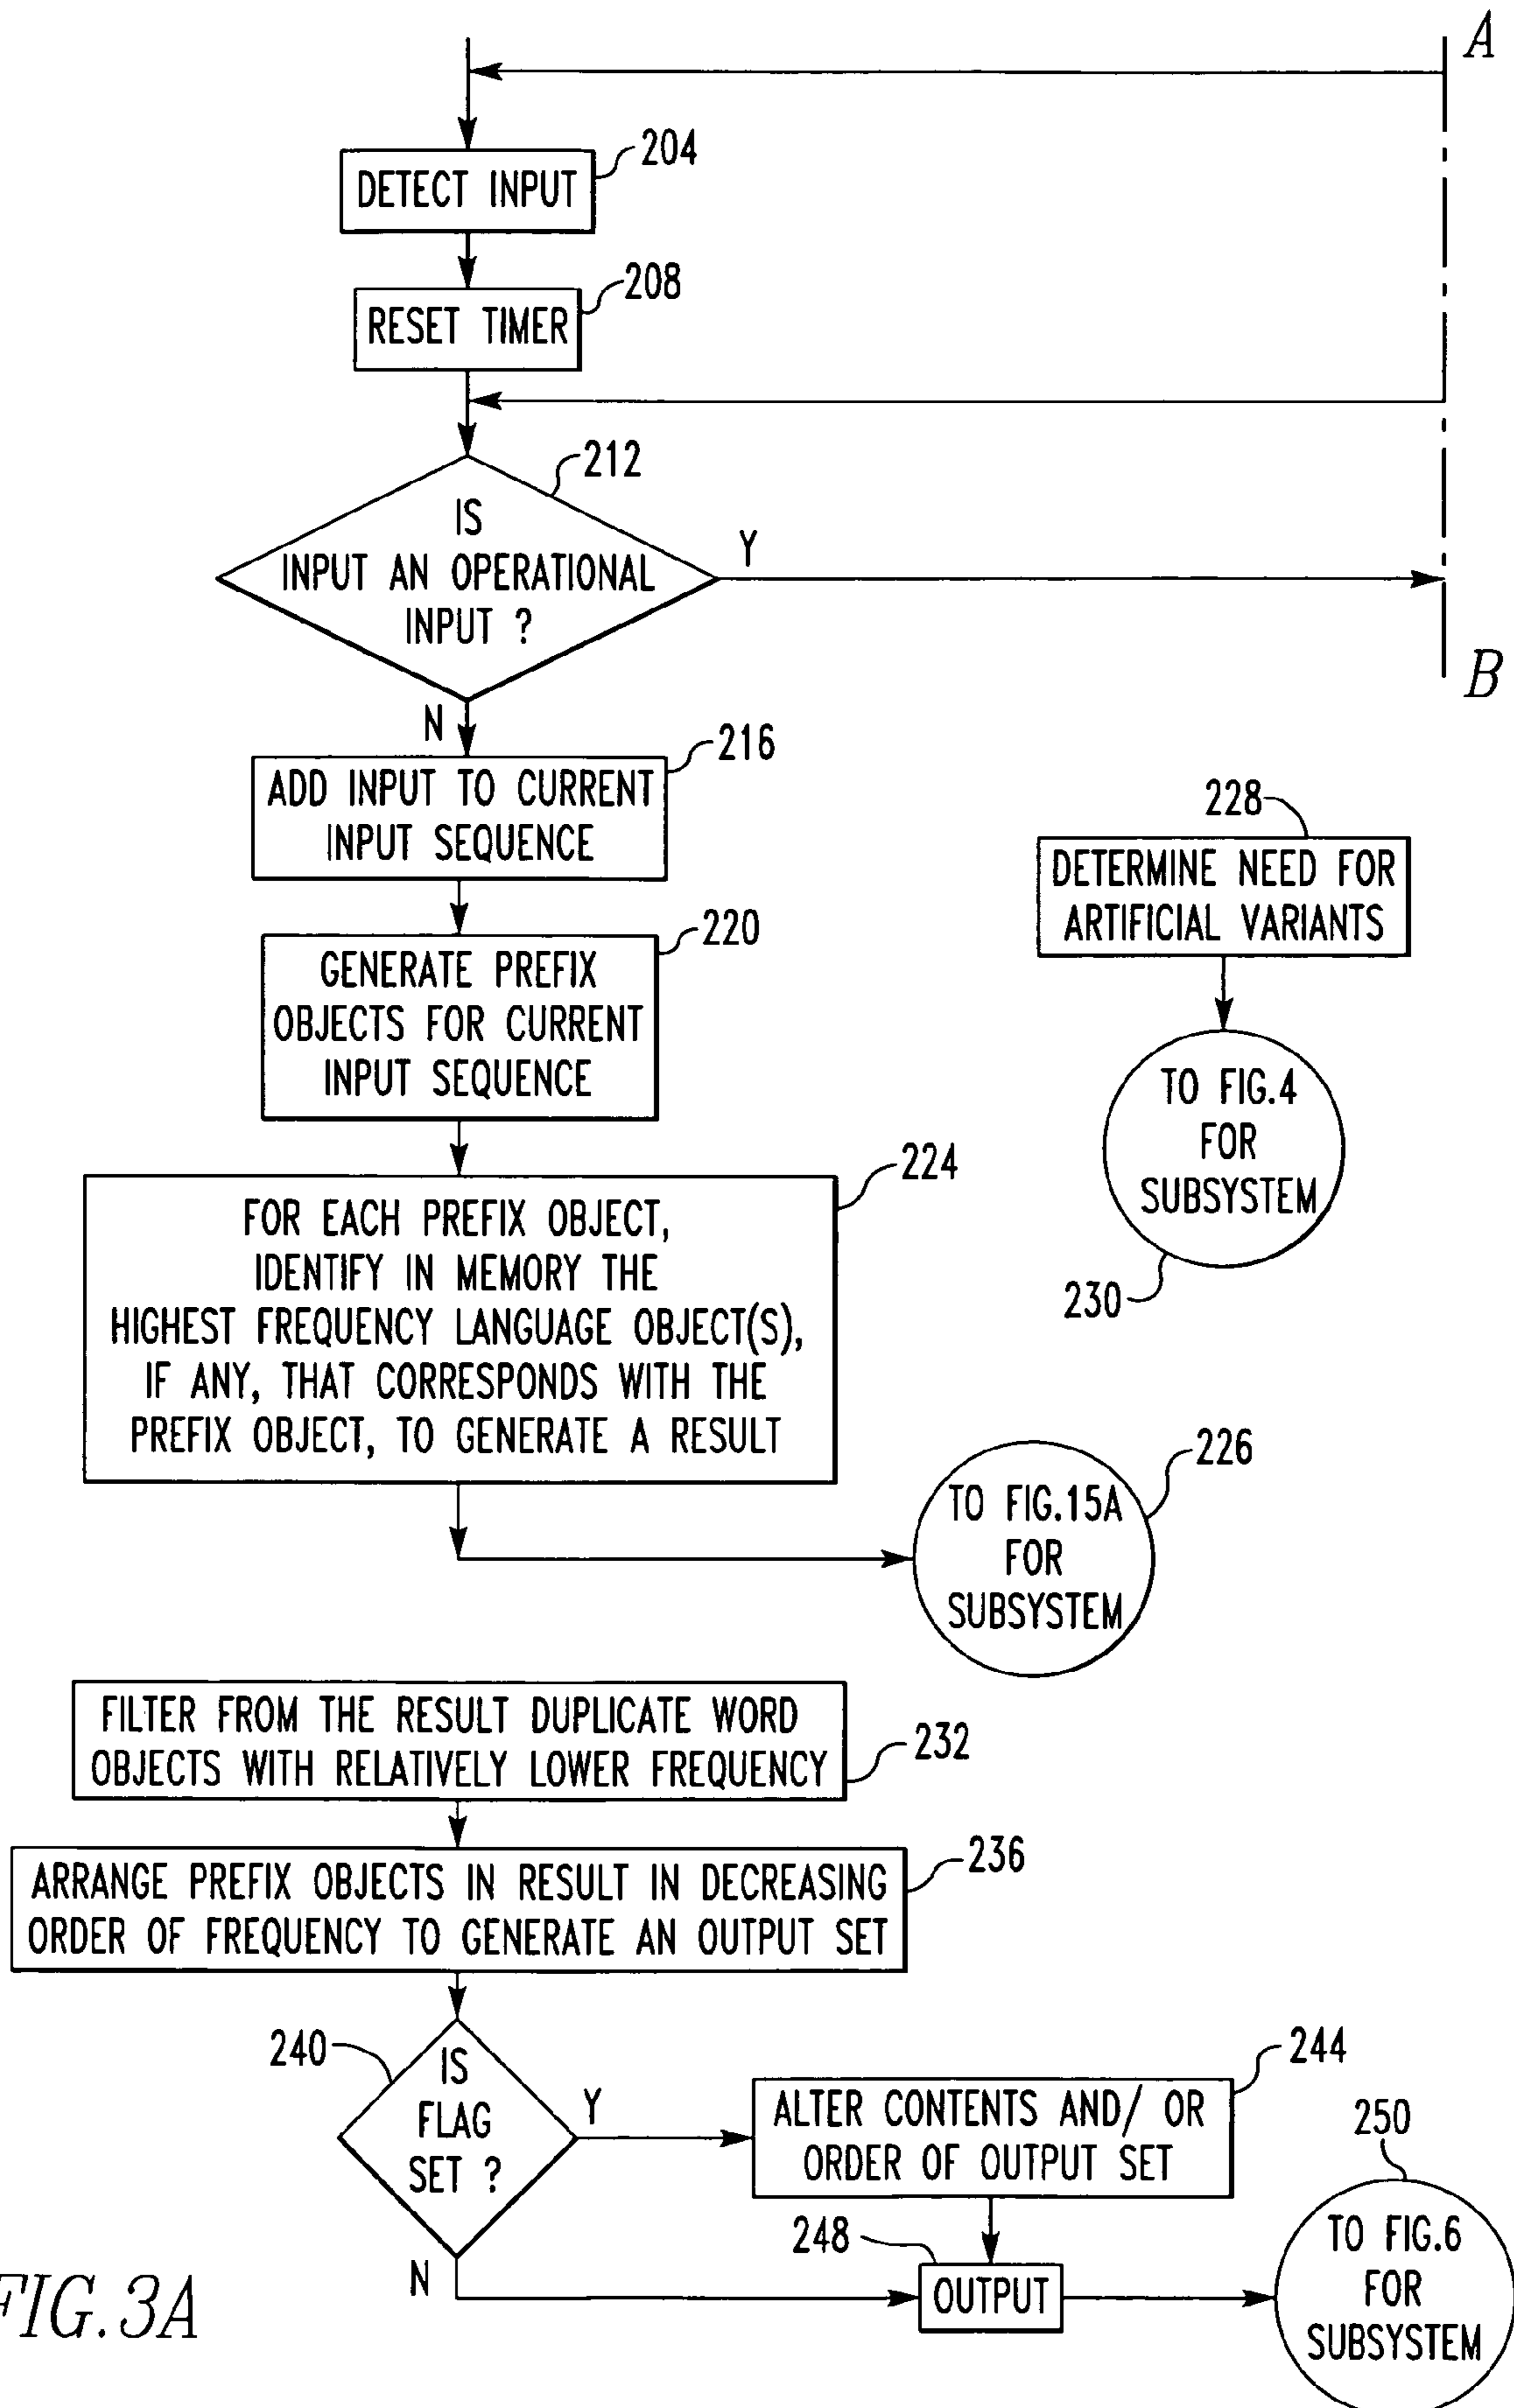 A
204
DETECT INPUT
208
RESET TIMER
212
IS
INPUT AN OPERATIONAL
INPUT ?
Y
B
N
216
ADD INPUT TO CURRENT
INPUT SEQUENCE
228
DETERMINE NEED FOR
ARTIFICIAL VARIANTS
220
GENERATE PREFIX
OBJECTS FOR CURRENT
INPUT SEQUENCE
TO FIG.4
FOR
SUBSYSTEM
230
224
FOR EACH PREFIX OBJECT,
IDENTIFY IN MEMORY THE
HIGHEST FREQUENCY LANGUAGE OBJECT(S),
IF ANY, THAT CORRESPONDS WITH THE
PREFIX OBJECT, TO GENERATE A RESULT
226
TO FIG.15A
FOR
SUBSYSTEM
FILTER FROM THE RESULT DUPLICATE WORD
OBJECTS WITH RELATIVELY LOWER FREQUENCY
232
ARRANGE PREFIX OBJECTS IN RESULT IN DECREASING
ORDER OF FREQUENCY TO GENERATE AN OUTPUT SET
236
240
IS
FLAG
SET ?
Y
244
ALTER CONTENTS AND/ OR
ORDER OF OUTPUT SET
250
248
N
OUTPUT
TO FIG.6
FOR
SUBSYSTEM
FIG.3A